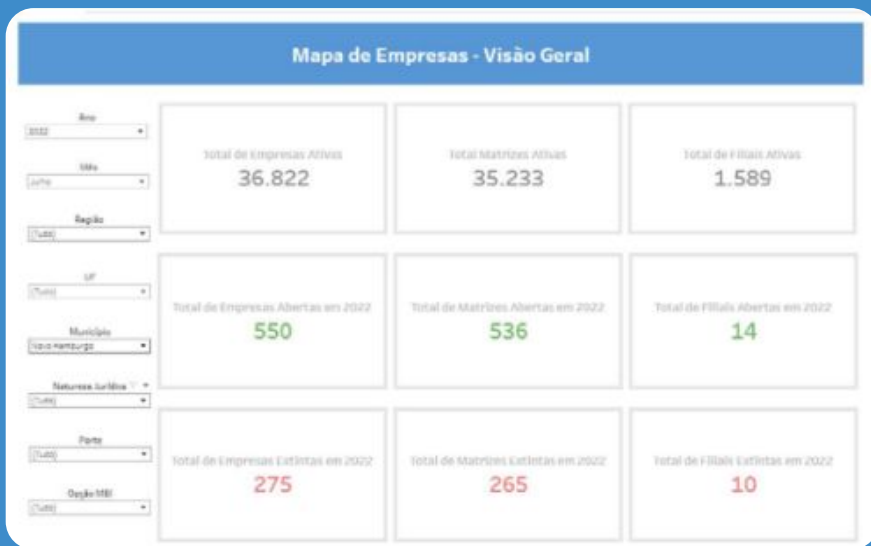 Mapa de Empresas - Visão Geral
Ano
2022
Mês
Junho
Região
(Tudo)
UF
(Tudo)
Município
Novo Hamburgo
Natureza Jurídica
(Tudo)
Porte
(Tudo)
Opção MEI
(Tudo)
Total de Empresas Ativas
36.822
Total Matrizes Ativas
35.233
Total de Filiais Ativas
1.589
Total de Empresas Abertas em 2022
550
Total de Matrizes Abertas em 2022
536
Total de Filiais Abertas em 2022
14
Total de Empresas Extintas em 2022
275
Total de Matrizes Extintas em 2022
265
Total de Filiais Extintas em 2022
10